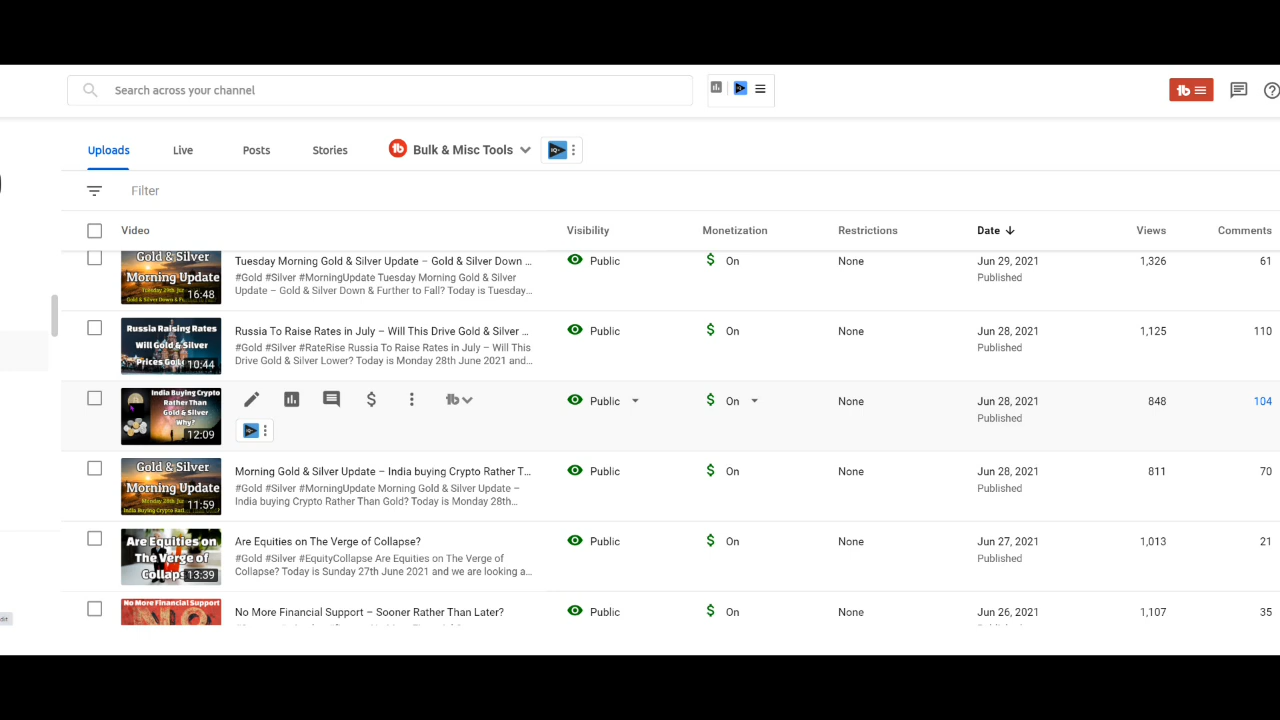 Search across your channel
Uploads Live Posts Stories Bulk & Misc Tools
Filter
Video Visibility Monetization Restrictions Date Views Comments
Gold & Silver
Morning Update
16:48
Tuesday Morning Gold & Silver Update – Gold & Silver Down ...
#Gold #Silver #MorningUpdate Tuesday Morning Gold & Silver
Update – Gold & Silver Down & Further to Fall? Today is Tuesday...
Public On None Jun 29, 2021 1,326 61
Published
Russia Raising Rates
Will Gold & Silver
Prices Go
10:44
Russia To Raise Rates in July – Will This Drive Gold & Silver ...
#Gold #Silver #RateRise Russia To Raise Rates in July – Will This
Drive Gold & Silver Lower? Today is Monday 28th June 2021 and...
Public On None Jun 28, 2021 1,125 110
Published
India Buying Crypto
Rather Than
Gold & Silver
Why?
12:09
Public On None Jun 28, 2021 848 104
Published
Gold & Silver
Morning Update
11:59
Morning Gold & Silver Update – India buying Crypto Rather T...
#Gold #Silver #MorningUpdate Morning Gold & Silver Update –
India buying Crypto Rather Than Gold? Today is Monday 28th...
Public On None Jun 28, 2021 811 70
Published
Are Equities on
The Verge of
13:39
Are Equities on The Verge of Collapse?
#Gold #Silver #EquityCollapse Are Equities on The Verge of
Collapse? Today is Sunday 27th June 2021 and we are looking a...
Public On None Jun 27, 2021 1,013 21
Published
No More Financial Support
NO
No More Financial Support – Sooner Rather Than Later?
Public On None Jun 26, 2021 1,107 35